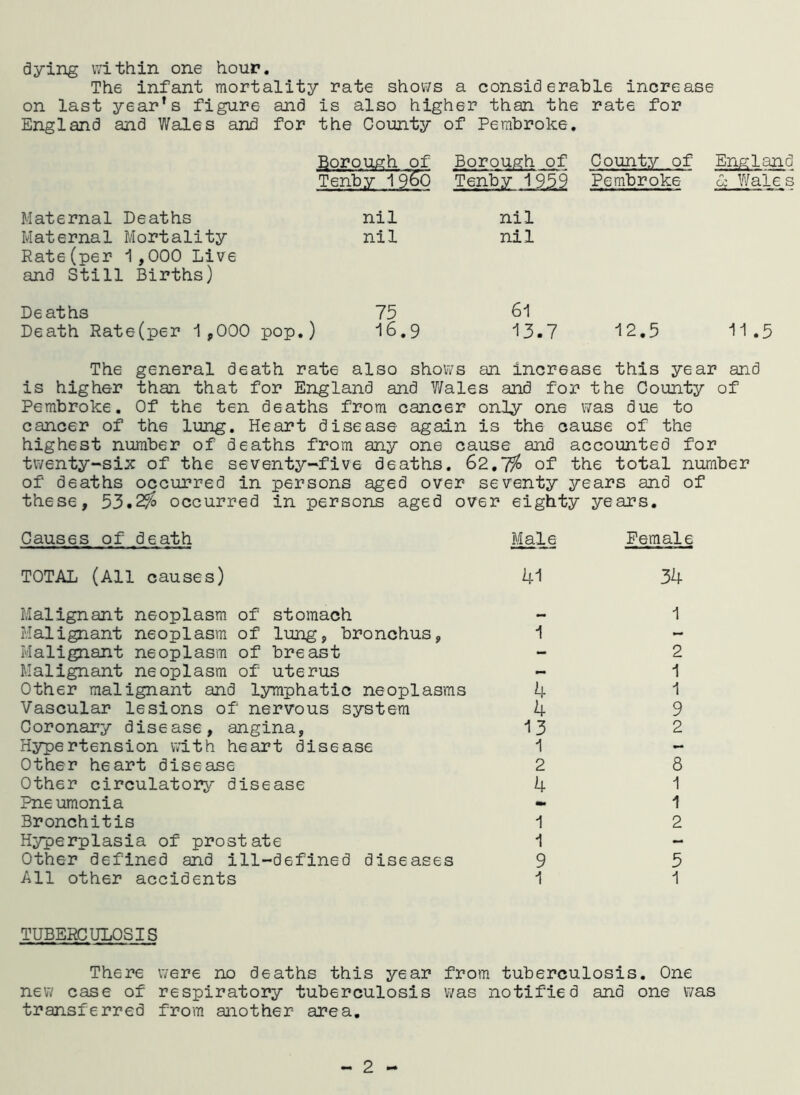 dying within one hour.
The infant mortality rate shows a considerable increase
on last year's figure and is also higher than the rate for
England and Wales and for the County of Pembroke.
Borough of Borough of County of England
Tenby 1960 Tenby 1959 Pembroke & Wales
Maternal Deaths nil nil
Maternal Mortality nil nil
Rate(per 1,000 Live
and Still Births)
Deaths 75 61
Death Rate(per 1,000 pop.) 16.9 13.7 12.5 11.5
The general death rate also shows an increase this year and
is higher than that for England and Wales and for the County of
Pembroke. Of the ten deaths from cancer only one was due to
cancer of the lung. Heart disease again is the cause of the
highest number of deaths from any one cause and accounted for
twenty-six of the seventy-five deaths. 62.7% of the total number
of deaths occurred in persons aged over seventy years and of
these, 53.2% occurred in persons aged over eighty years.
Causes of death Male Female
TOTAL (All causes) 41 34
Malignant neoplasm of stomach - 1
Malignant neoplasm of lung, bronchus, 1 -
Malignant neoplasm of breast - 2
Malignant neoplasm of uterus - 1
Other malignant and lymphatic neoplasms 4 1
Vascular lesions of nervous system 4 9
Coronary disease, angina, 13 2
Hypertension with heart disease 1 -
Other heart disease 2 8
Other circulatory disease 4 1
Pneumonia - 1
Bronchitis 1 2
Hyperplasia of prostate 1 -
Other defined and ill-defined diseases 9 5
All other accidents 1 1
TUBERCULOSIS
There were no deaths this year from tuberculosis. One
new case of respiratory tuberculosis was notified and one was
transferred from another area.
- 2 -